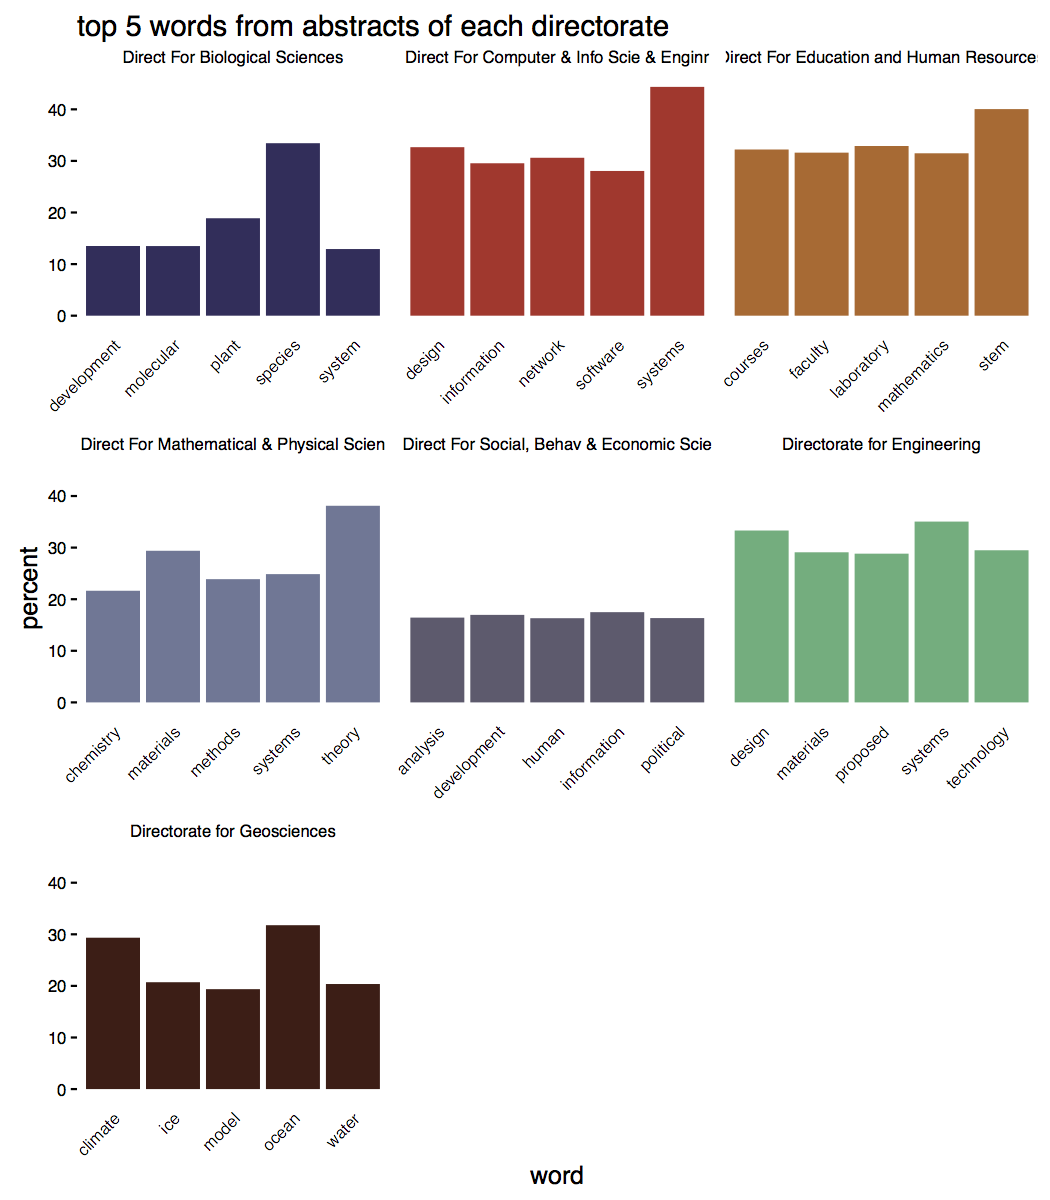 top 5 words from abstracts of each directorate
Direct For Biological Sciences
Direct For Computer & Info Scie & Enginr
Direct For Education and Human Resources
40
30
20
10
0
development
molecular
plant
species
system
design
information
network
software
systems
courses
faculty
laboratory
mathematics
stem
Direct For Mathematical & Physical Scien
Direct For Social, Behav & Economic Scie
Directorate for Engineering
percent
40
30
20
10
0
chemistry
materials
methods
systems
theory
analysis
development
human
information
political
design
materials
proposed
systems
technology
Directorate for Geosciences
40
30
20
10
0
climate
ice
model
ocean
water
word